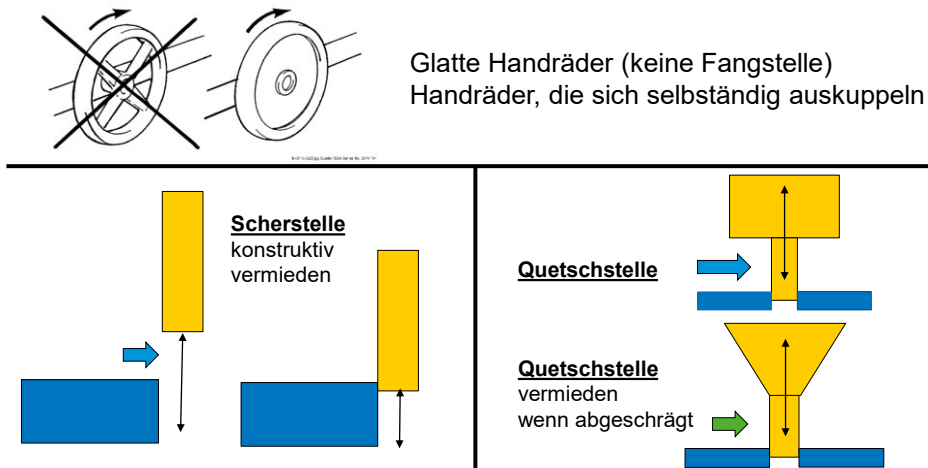 Glatte Handräder (keine Fangstelle)
Handräder, die sich selbständig auskuppeln
Scherstelle
konstruktiv
vermieden
Quetschstelle
Quetschstelle
vermieden
wenn abgeschrägt